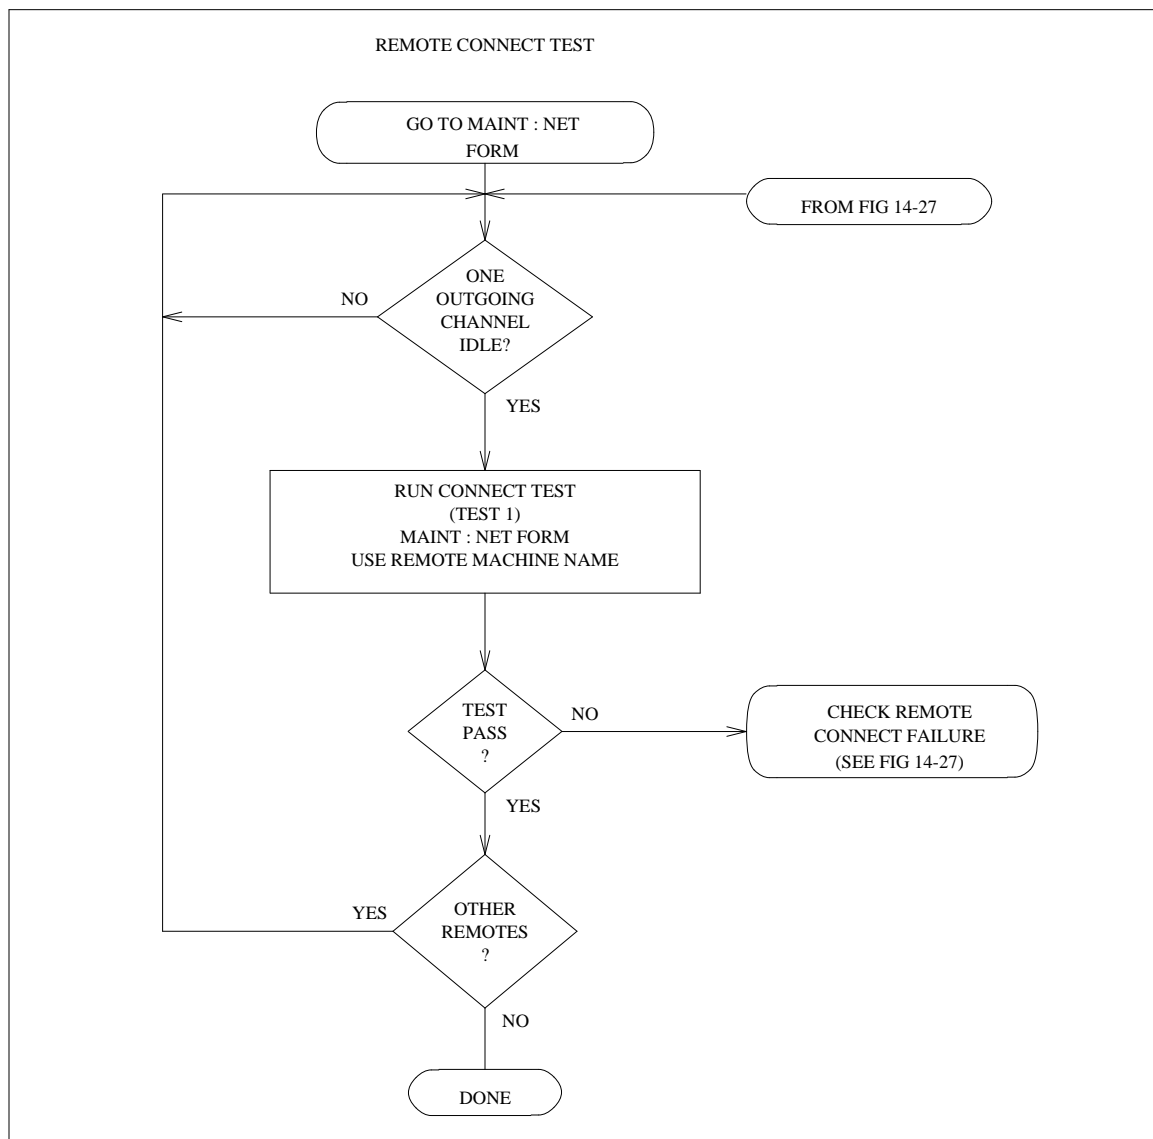 REMOTE CONNECT TEST
GO TO MAINT : NET
FORM
FROM FIG 14-27
ONE
OUTGOING
CHANNEL
IDLE?
NO
YES
RUN CONNECT TEST
(TEST 1)
MAINT : NET FORM
USE REMOTE MACHINE NAME
TEST
PASS
?
NO
CHECK REMOTE
CONNECT FAILURE
(SEE FIG 14-27)
YES
OTHER
REMOTES
?
YES
NO
DONE